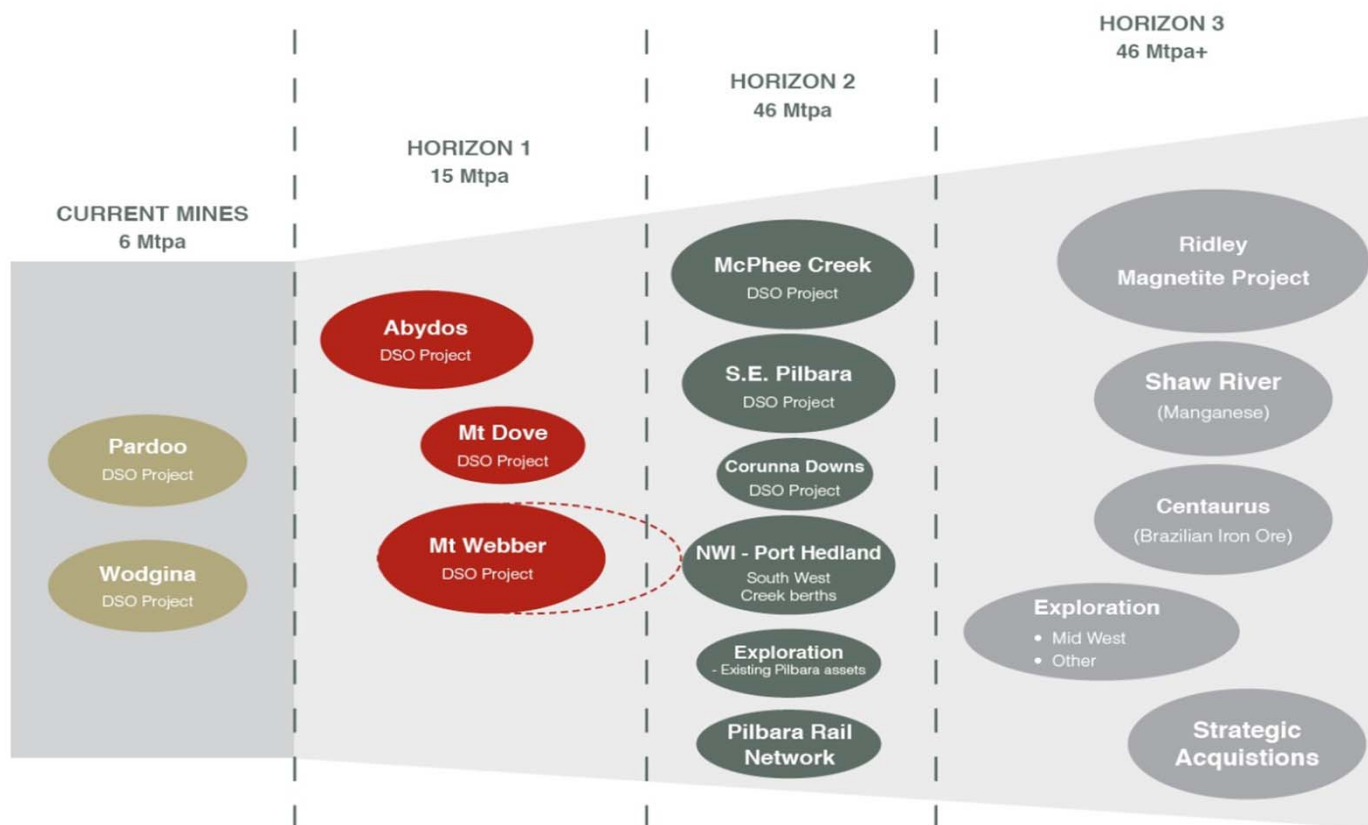 CURRENT MINES
6 Mtpa
Pardoo
DSO Project
Wodgina
DSO Project
HORIZON 1
15 Mtpa
Abydos
DSO Project
Mt Dove
DSO Project
Mt Webber
DSO Project
HORIZON 2
46 Mtpa
McPhee Creek
DSO Project
S.E. Pilbara
DSO Project
Corunna Downs
DSO Project
NWI - Port Hedland
South West
Creek berths
Exploration
- Existing Pilbara assets
Pilbara Rail
Network
HORIZON 3
46 Mtpa+
Ridley
Magnetite Project
Shaw River
(Manganese)
Centaurus
(Brazilian Iron Ore)
Exploration
• Mid West
• Other
Strategic
Acquistions